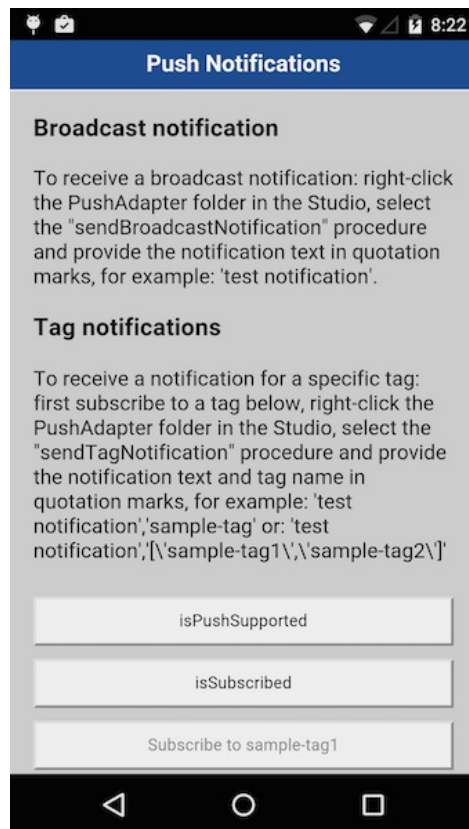 8:22
Push Notifications
Broadcast notification
To receive a broadcast notification: right-click
the PushAdapter folder in the Studio, select
the "sendBroadcastNotification" procedure
and provide the notification text in quotation
marks, for example: 'test notification'.
Tag notifications
To receive a notification for a specific tag:
first subscribe to a tag below, right-click the
PushAdapter folder in the Studio, select the
"sendTagNotification" procedure and provide
the notification text and tag name in
quotation marks, for example: 'test
notification','sample-tag' or: 'test
notification','[\'sample-tag1\',\'sample-tag2\']'
isPushSupported
isSubscribed
Subscribe to sample-tag1